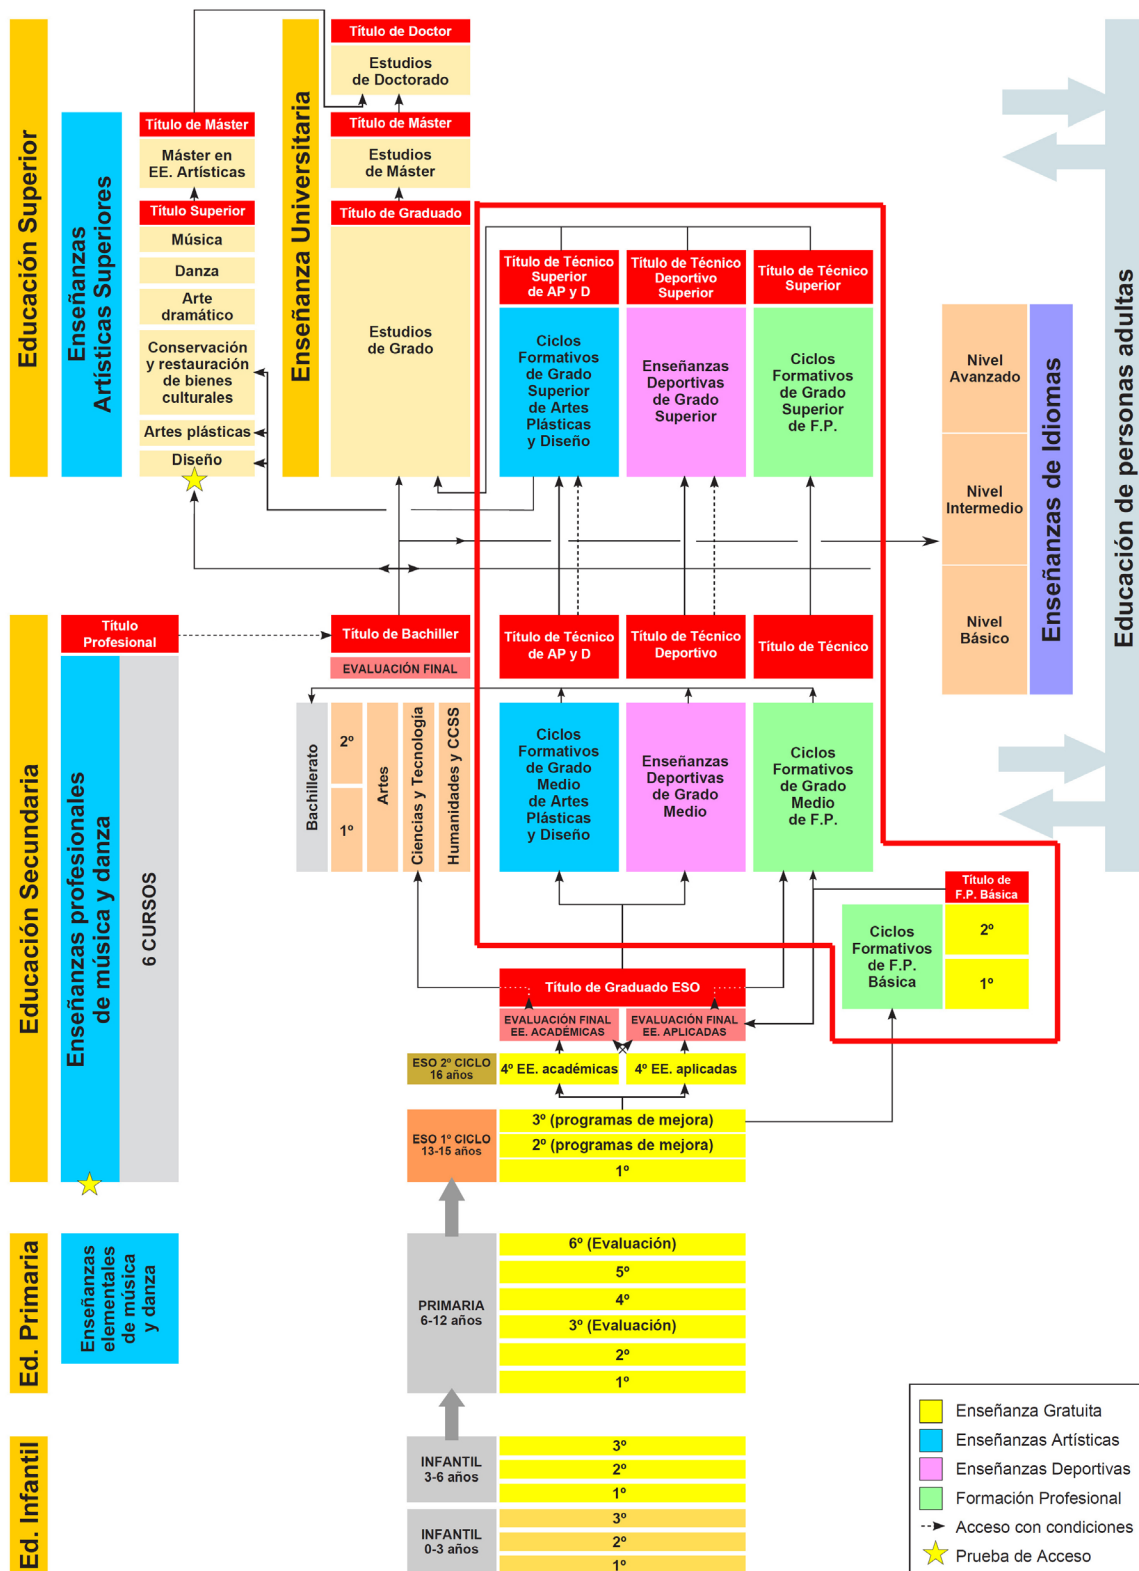 Educación Superior
Enseñanzas
Artísticas Superiores
Título de Máster
Máster en
EE. Artísticas
Título Superior
Música
Danza
Arte
dramático
Conservación
y restauración
de bienes
culturales
Artes plásticas
Diseño
Enseñanza Universitaria
Título de Doctor
Estudios
de Doctorado
Título de Máster
Estudios
de Máster
Título de Graduado
Estudios
de Grado
Título de Técnico
Superior
de AP y D
Ciclos
Formativos
de Grado
Superior
de Artes
Plásticas
y Diseño
Título de Técnico
Deportivo
Superior
Enseñanzas
Deportivas
de Grado
Superior
Título de Técnico
Superior
Ciclos
Formativos
de Grado
Superior
de F.P.
Nivel
Avanzado
Nivel
Intermedio
Nivel
Básico
Enseñanzas de Idiomas
Educación de personas adultas
Educación Secundaria
Título
Profesional
Enseñanzas profesionales
de música y danza
6 CURSOS
Título de Bachiller
EVALUACIÓN FINAL
Bachillerato
2º
1º
Artes
Ciencias y Tecnología
Humanidades y CCSS
Título de Técnico
de AP y D
Ciclos
Formativos
de Grado
Medio
de Artes
Plásticas
y Diseño
Título de Técnico
Deportivo
Enseñanzas
Deportivas
de Grado
Medio
Título de Técnico
Ciclos
Formativos
de Grado
Medio
de F.P.
Título de
F.P. Básica
Ciclos
Formativos
de F.P.
Básica
2º
1º
Título de Graduado ESO
EVALUACIÓN FINAL
EE. ACADÉMICAS
EVALUACIÓN FINAL
EE. APLICADAS
ESO 2º CICLO
16 años
4º EE. académicas
4º EE. aplicadas
ESO 1º CICLO
13-15 años
3º (programas de mejora)
2º (programas de mejora)
1º
Ed. Primaria
Enseñanzas
elementales
de música
y danza
PRIMARIA
6-12 años
6º (Evaluación)
5º
4º
3º (Evaluación)
2º
1º
Ed. Infantil
INFANTIL
3-6 años
3º
2º
1º
INFANTIL
0-3 años
3º
2º
1º
Enseñanza Gratuita
Enseñanzas Artísticas
Enseñanzas Deportivas
Formación Profesional
Acceso con condiciones
Prueba de Acceso